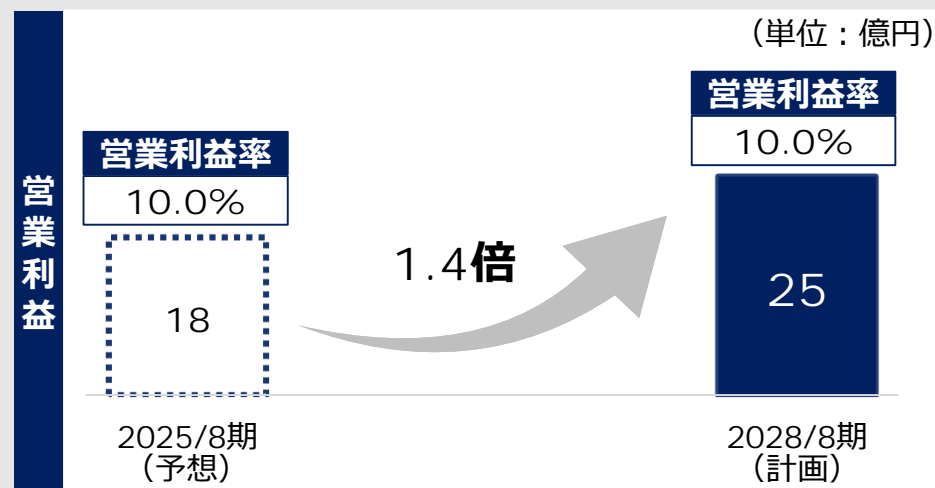 営業利益
（単位：億円）
営業利益率
10.0%
18
2025/8期
（予想）
1.4倍
営業利益率
10.0%
25
2028/8期
（計画）